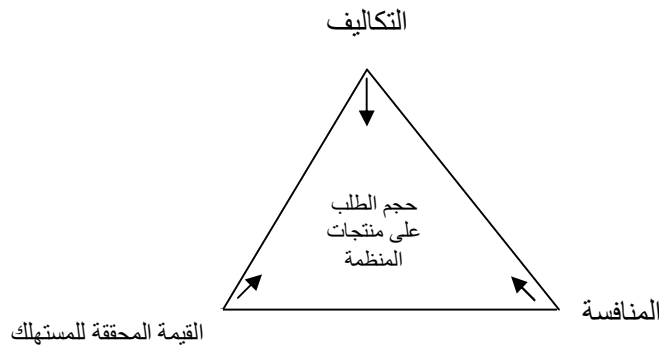 التكاليف
حجم الطلب
على منتجات
المنظمة
المنافسة
القيمة المحققة للمستهلك